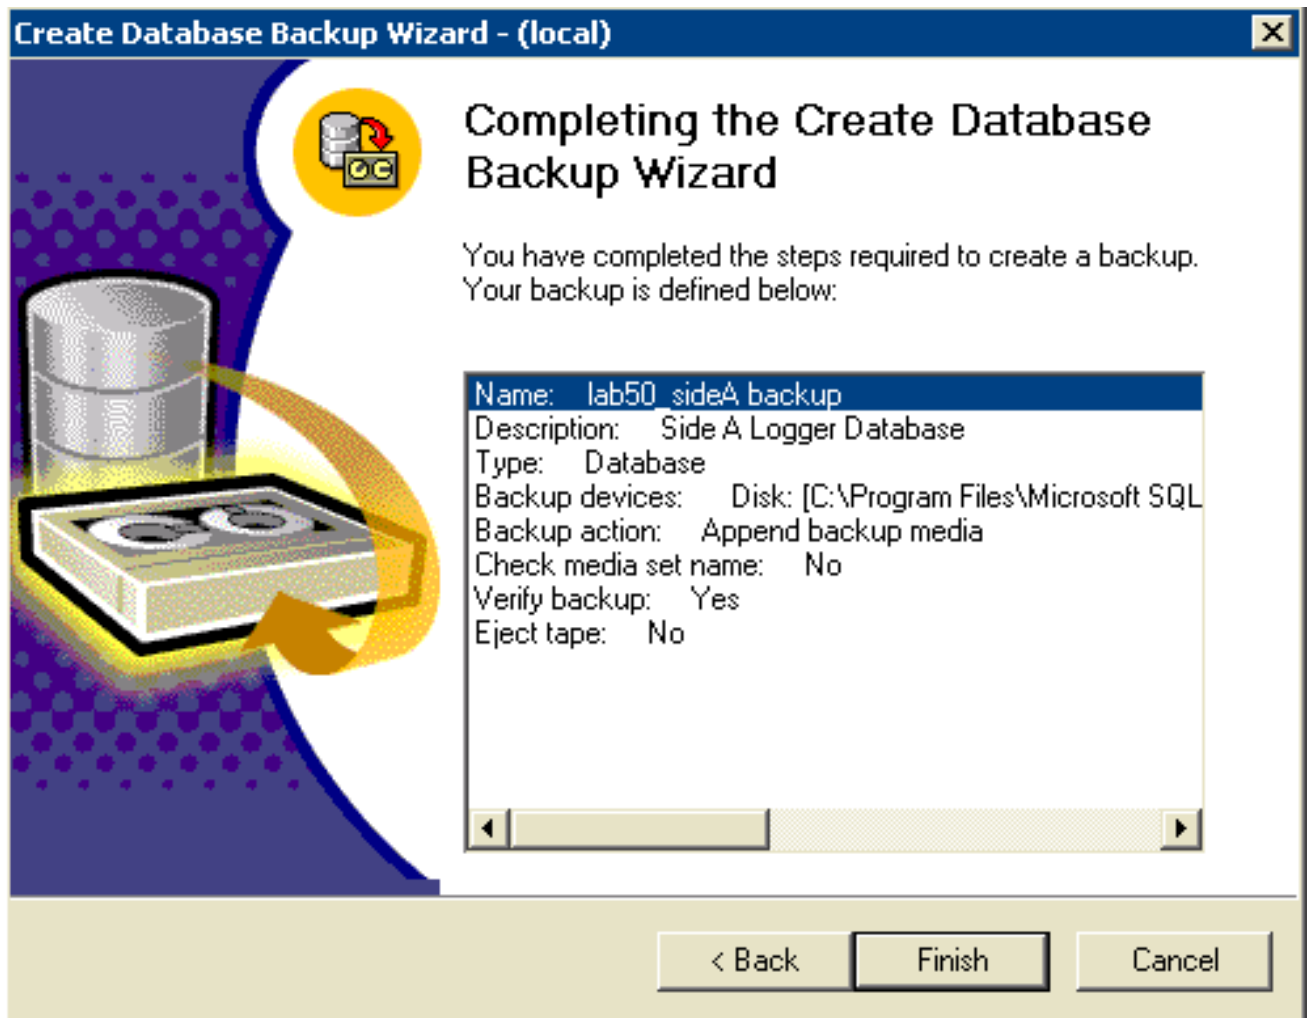 Create Database Backup Wizard - (local)
Completing the Create Database
Backup Wizard
You have completed the steps required to create a backup.
Your backup is defined below:
Name: lab50_sideA backup
Description: Side A Logger Database
Type: Database
Backup devices: Disk: [C:\Program Files\Microsoft SQL
Backup action: Append backup media
Check media set name: No
Verify backup: Yes
Eject tape: No
< Back Finish Cancel